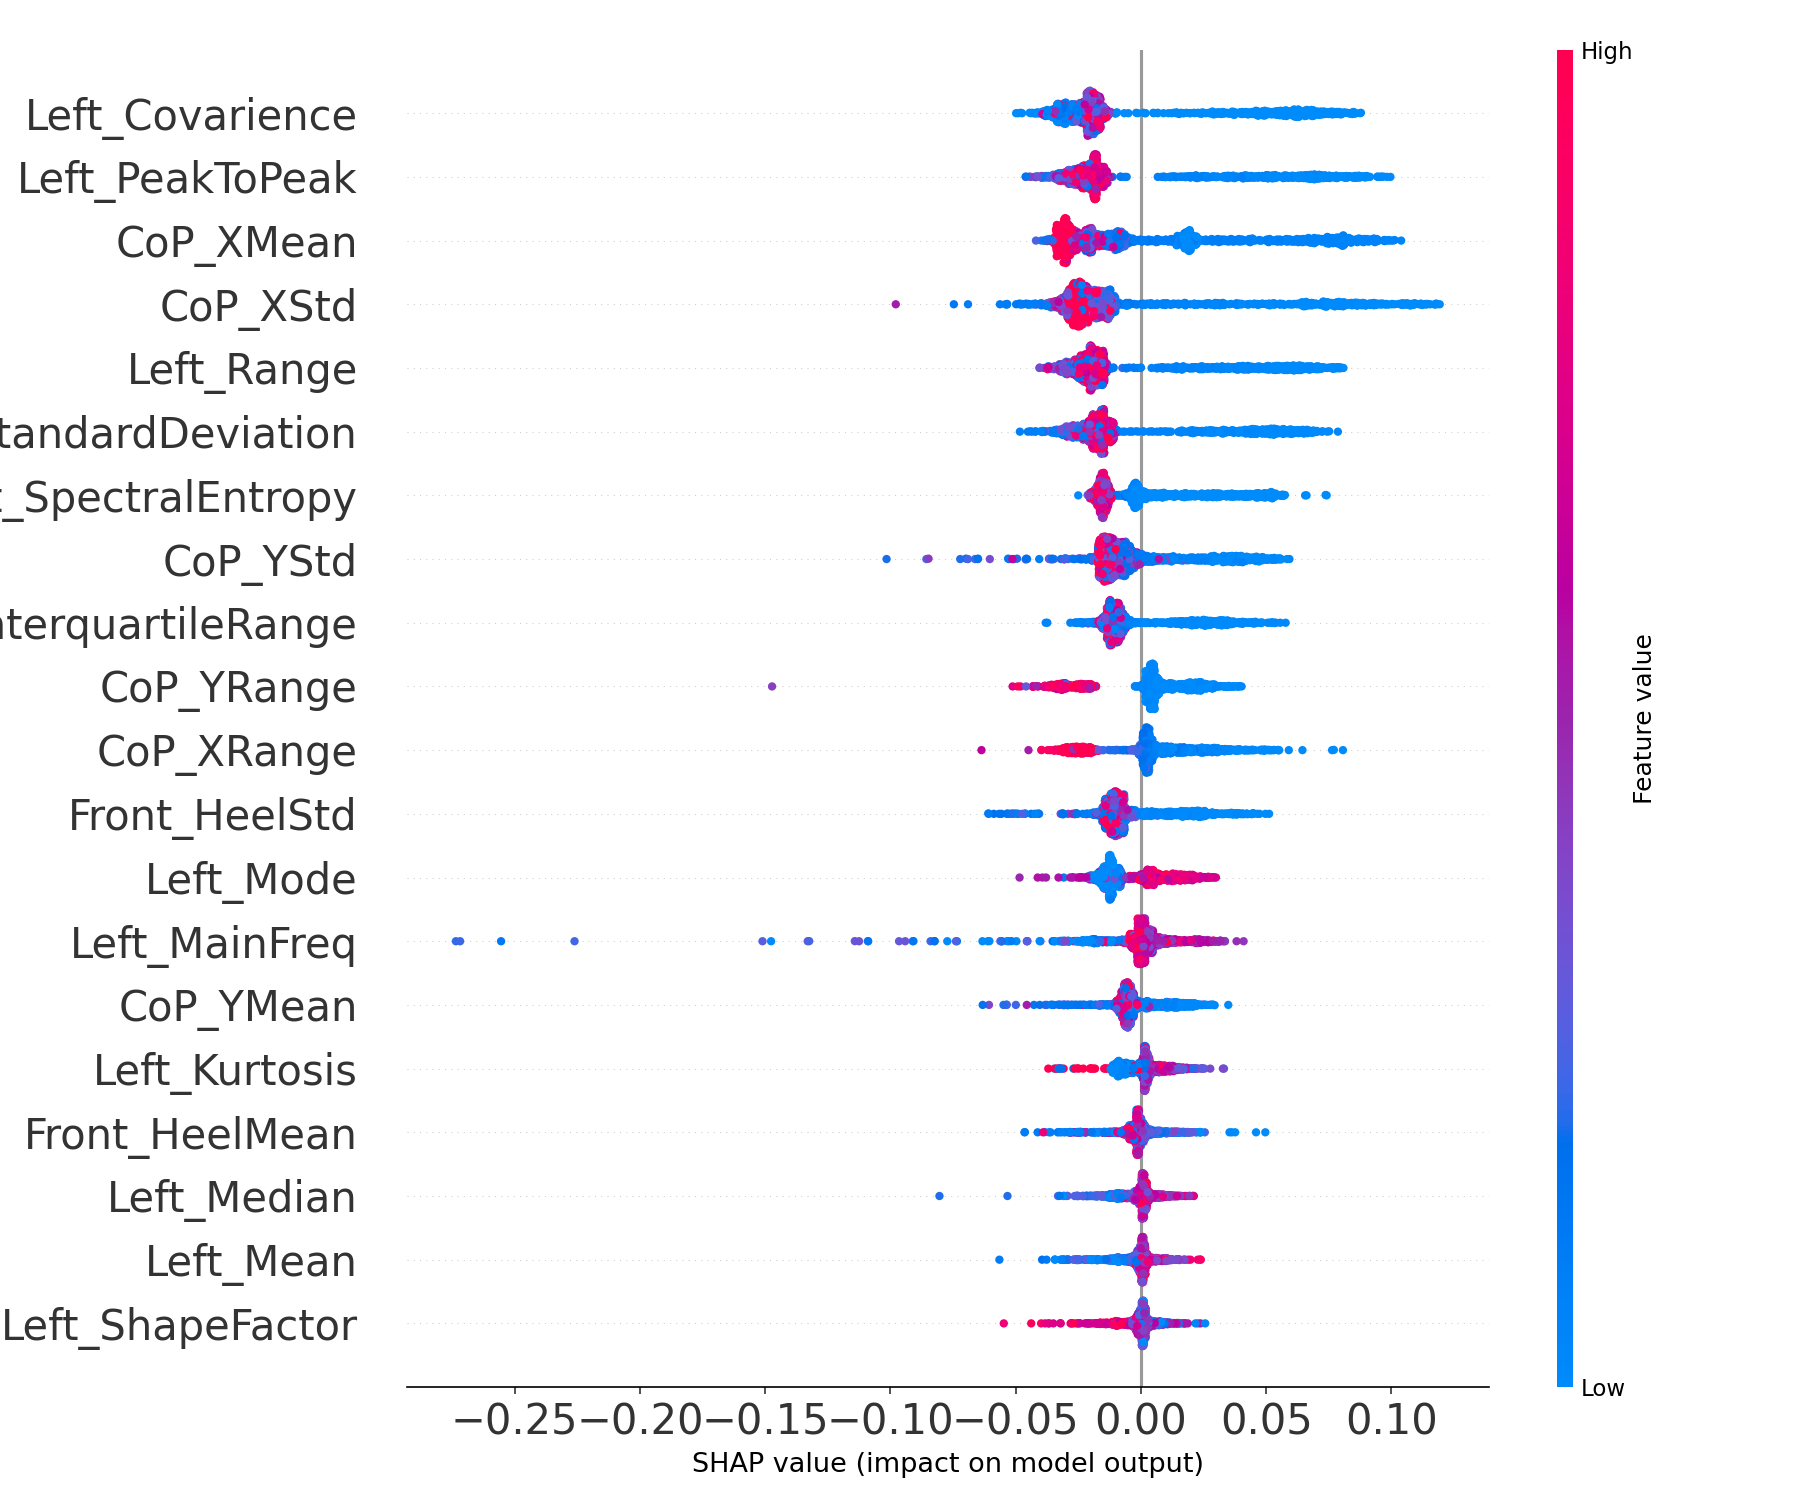 High
Left_Covarience
Left_PeakToPeak
CoP_XMean
CoP_XStd
Left_Range
tandardDeviation
t_SpectralEntropy
CoP_YStd
nterquartileRange
CoP_YRange
CoP_XRange
Front_HeelStd
Left_Mode
Left_MainFreq
CoP_YMean
Left_Kurtosis
Front_HeelMean
Left_Median
Left_Mean
Left_ShapeFactor
Feature value
Low
−0.25 −0.20 −0.15 −0.10 −0.05 0.00 0.05 0.10
SHAP value (impact on model output)